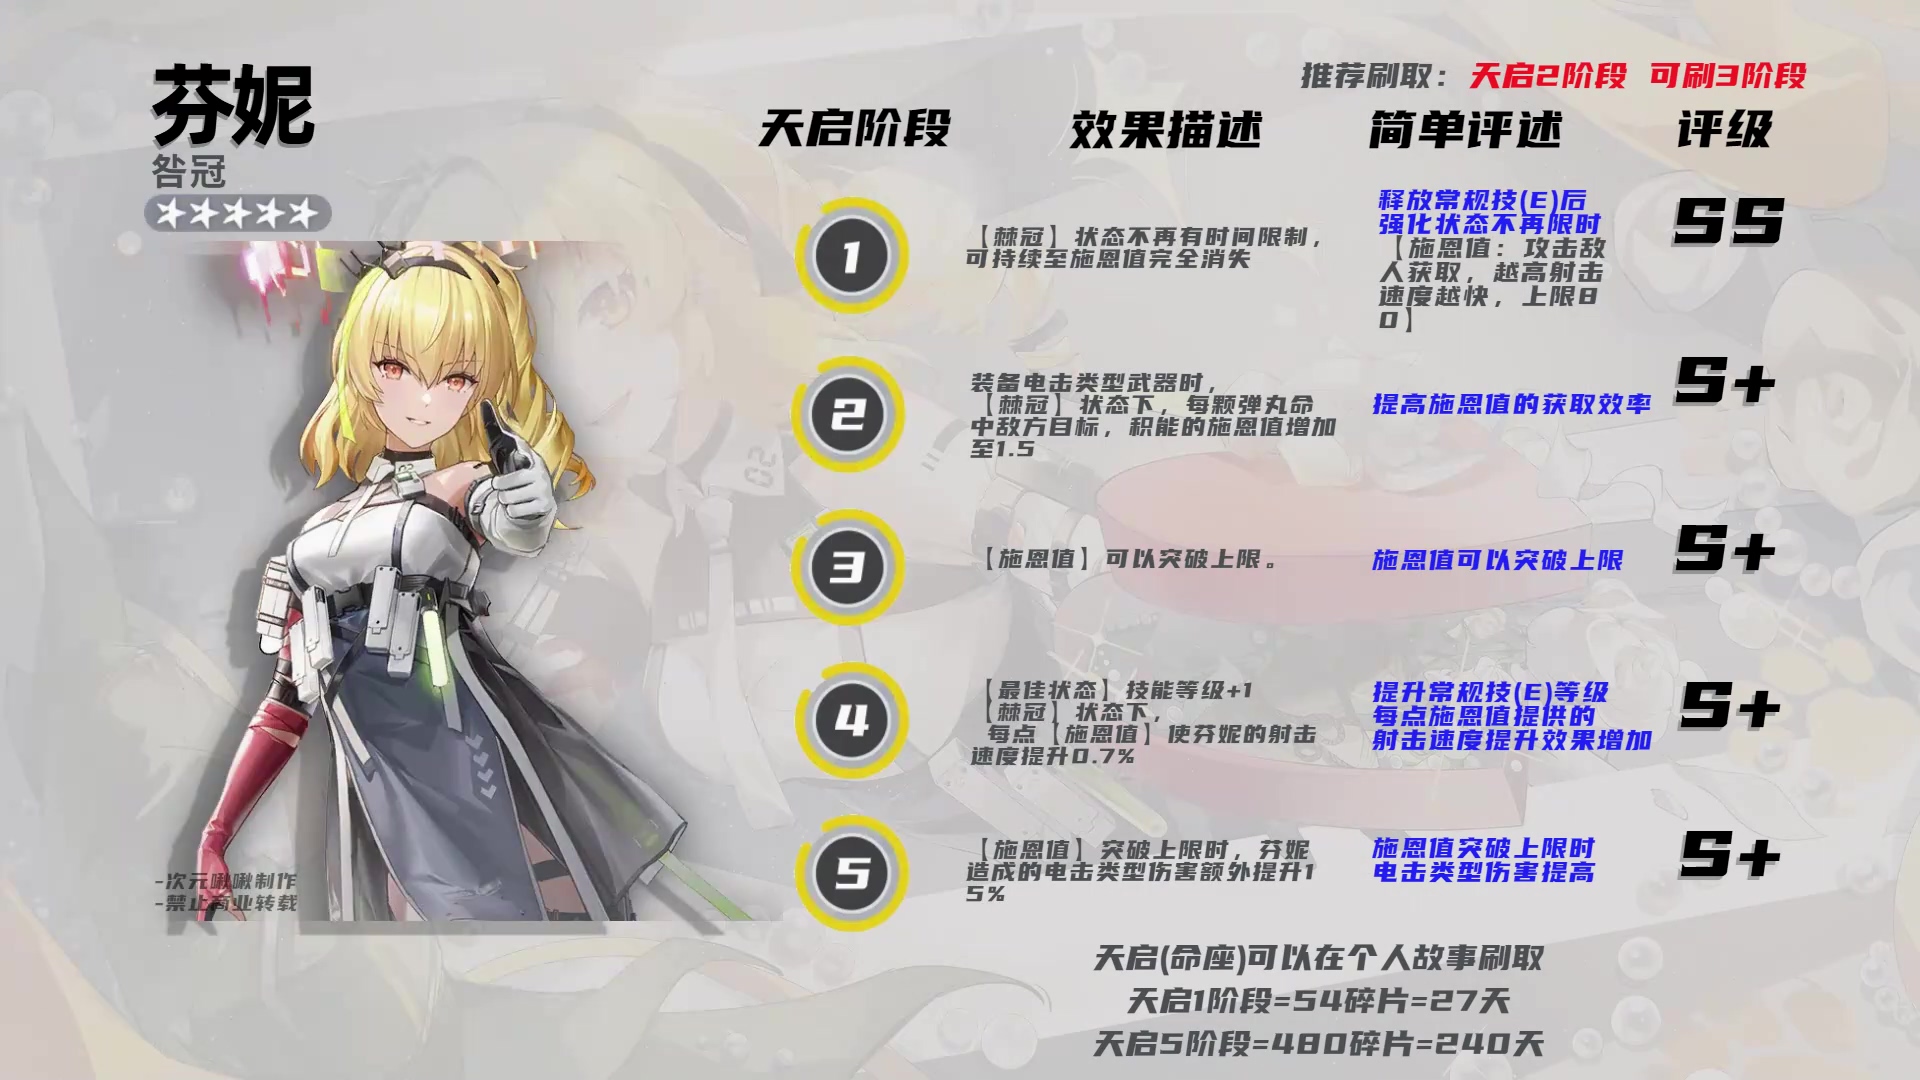 芬妮
咎冠
推荐刷取：天启2阶段 可刷3阶段
天启阶段 效果描述 简单评述 评级
1
【棘冠】状态不再有时间限制，
可持续至施恩值完全消失
释放常规技(E)后
强化状态不再限时
【施恩值：攻击敌
人获取，越高射击
速度越快，上限8
0】
SS
2
装备电击类型武器时，
【棘冠】状态下，每颗弹丸命
中敌方目标，积能的施恩值增加
至1.5
提高施恩值的获取效率
S+
3
【施恩值】可以突破上限。
施恩值可以突破上限
S+
4
【最佳状态】技能等级+1
【棘冠】状态下，
每点【施恩值】使芬妮的射击
速度提升0.7%
提升常规技(E)等级
每点施恩值提供的
射击速度提升效果增加
S+
5
【施恩值】突破上限时，芬妮
造成的电击类型伤害额外提升1
5%
施恩值突破上限时
电击类型伤害提高
S+
-次元啾啾制作
-禁止商业转载
天启(命座)可以在个人故事刷取
天启1阶段=54碎片=27天
天启5阶段=480碎片=240天